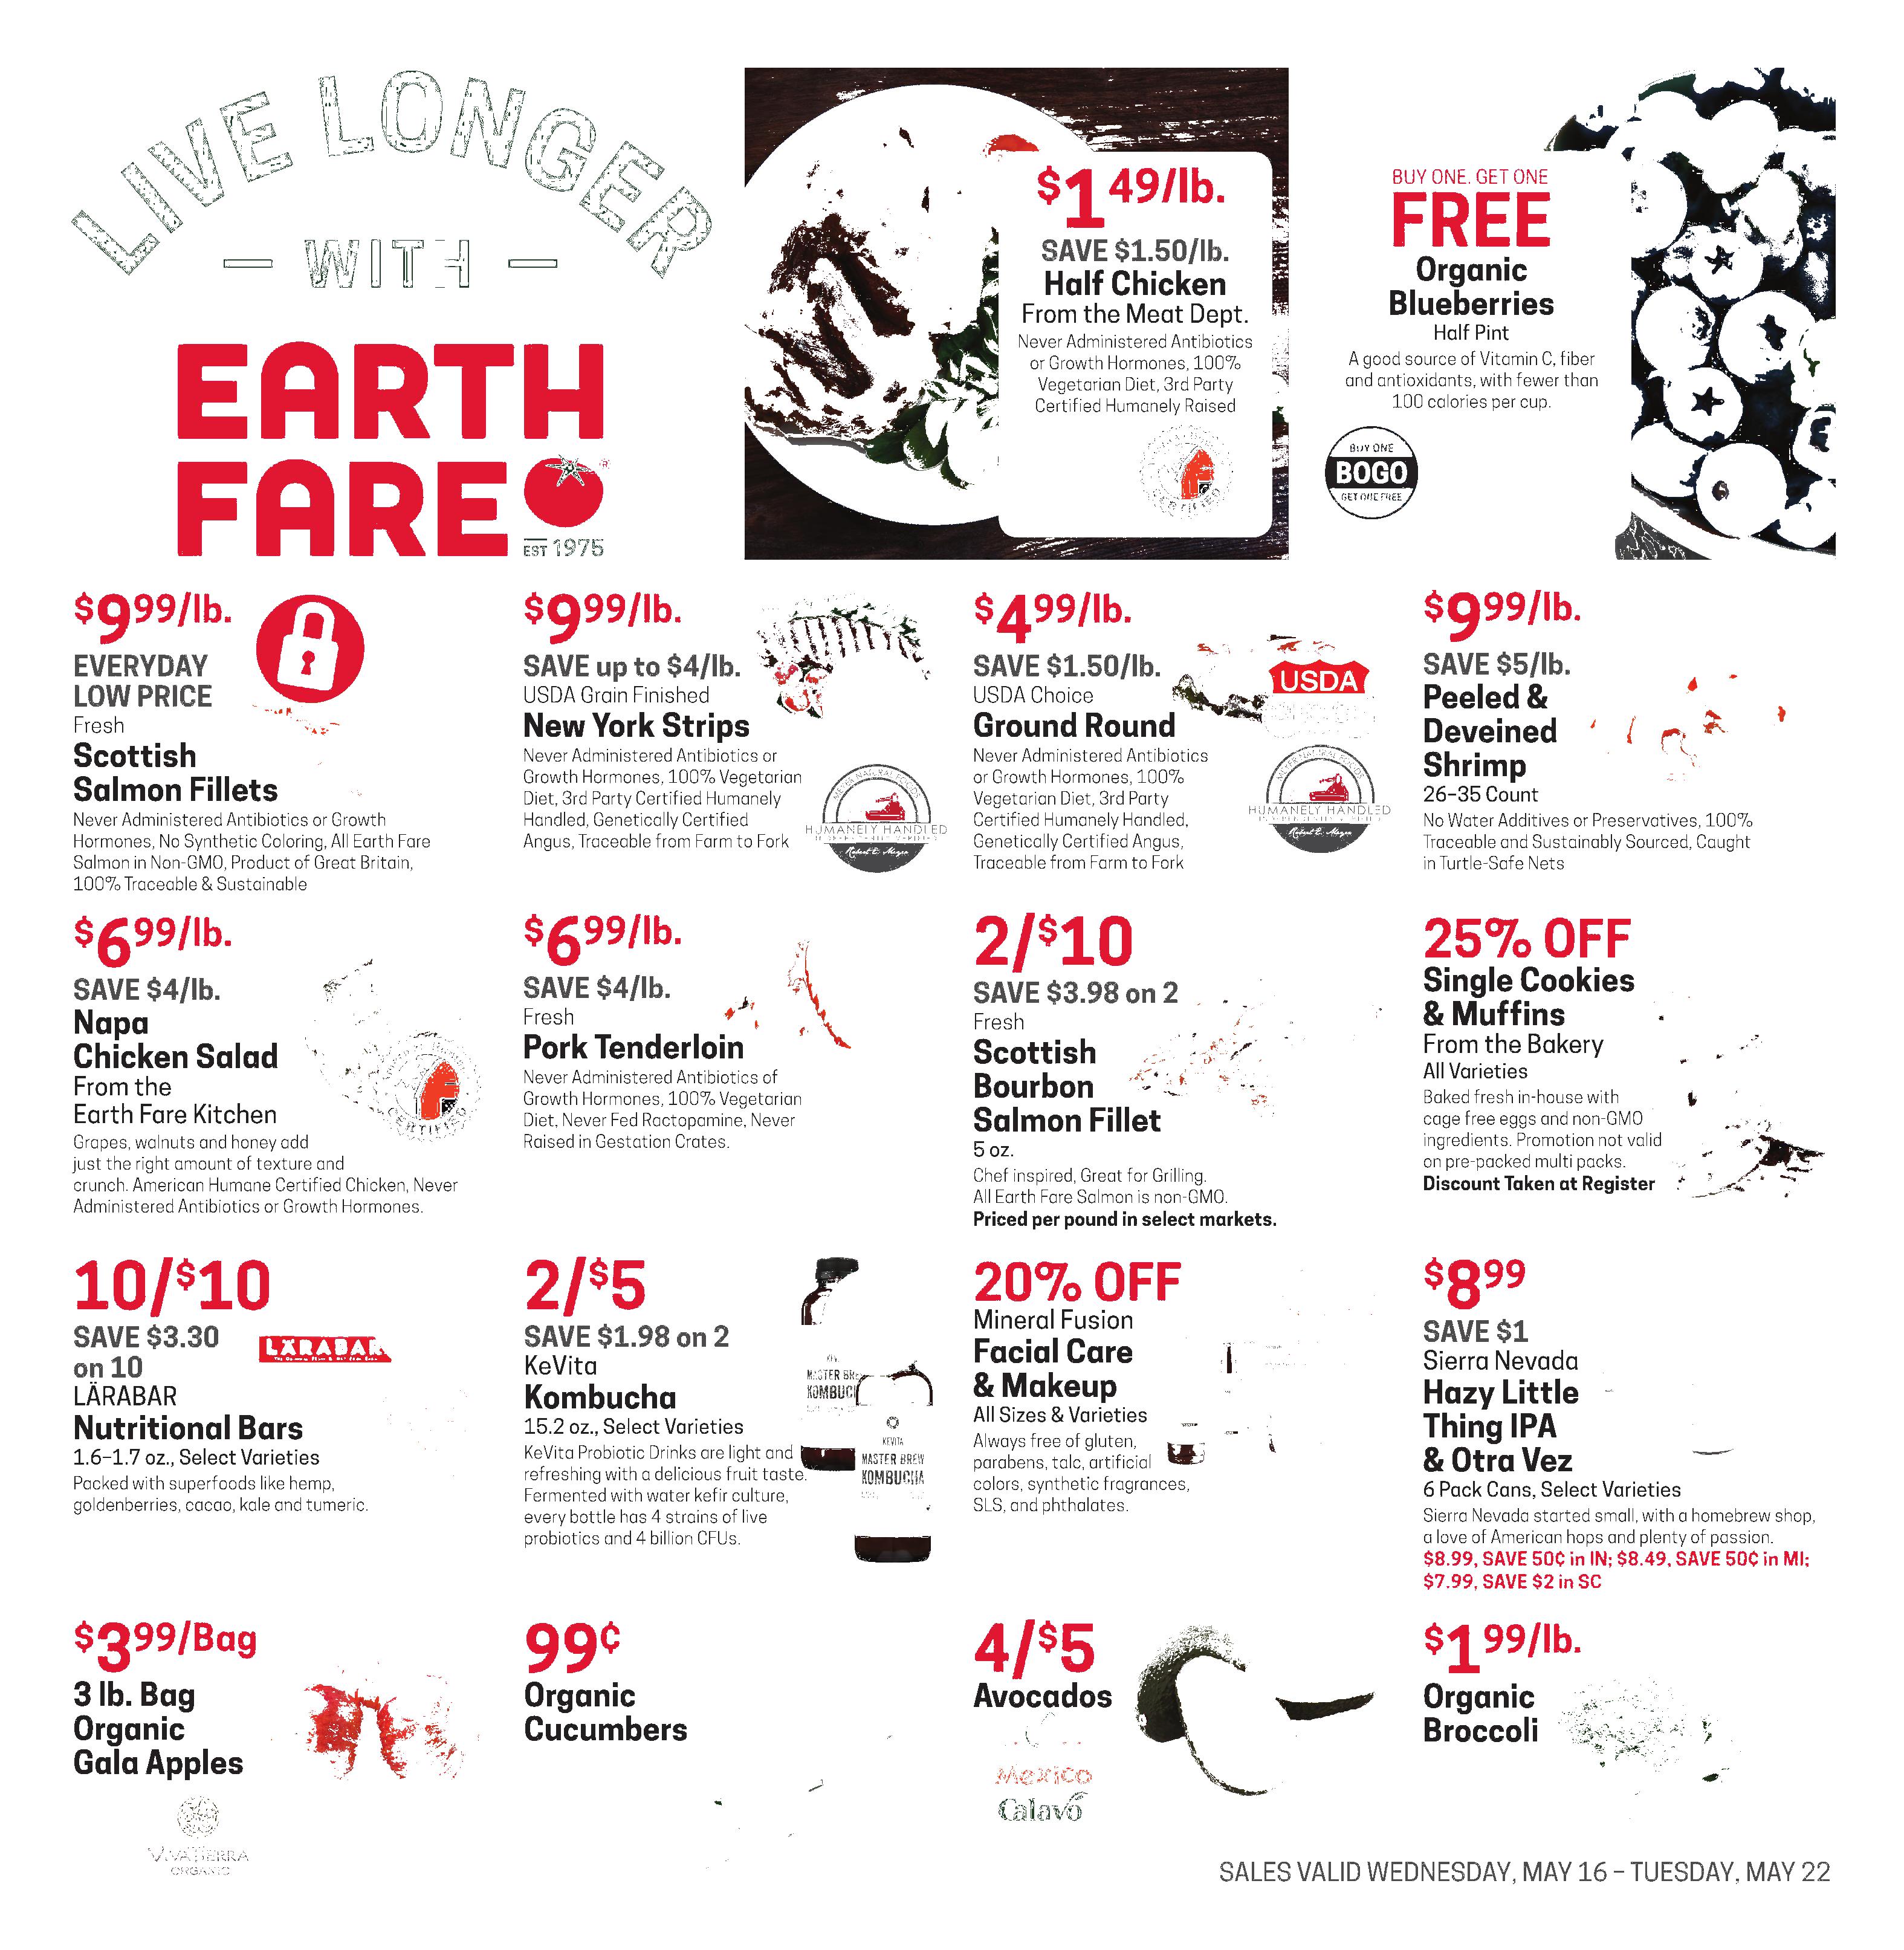 LIVE LONGER
WITH
EARTH
FARE
EST 1975
$1 49/lb.
SAVE $1.50/lb.
Half Chicken
From the Meat Dept.
Never Administered Antibiotics
or Growth Hormones, 100%
Vegetarian Diet, 3rd Party
Certified Humanely Raised
CERTIFIED
BUY ONE, GET ONE
FREE
Organic
Blueberries
Half Pint
A good source of Vitamin C, fiber
and antioxidants, with fewer than
100 calories per cup.
BUY ONE
BOGO
GET ONE FREE
$9 99/lb.
EVERYDAY
LOW PRICE
Fresh
Scottish
Salmon Fillets
Never Administered Antibiotics or Growth
Hormones, No Synthetic Coloring, All Earth Fare
Salmon in Non-GMO, Product of Great Britain,
100% Traceable & Sustainable
$9 99/lb.
SAVE up to $4/lb.
USDA Grain Finished
New York Strips
Never Administered Antibiotics or
Growth Hormones, 100% Vegetarian
Diet, 3rd Party Certified Humanely
Handled, Genetically Certified
Angus, Traceable from Farm to Fork
MEYER NATURAL FOODS
HUMANELY HANDLED
Robert E. Meyer
$4 99/lb.
SAVE $1.50/lb.
USDA Choice
Ground Round
Never Administered Antibiotics
or Growth Hormones, 100%
Vegetarian Diet, 3rd Party
Certified Humanely Handled,
Genetically Certified Angus,
Traceable from Farm to Fork
USDA
MEYER NATURAL FOODS
HUMANELY HANDLED
Robert E. Meyer
$9 99/lb.
SAVE $5/lb.
Peeled &
Deveined
Shrimp
26–35 Count
No Water Additives or Preservatives, 100%
Traceable and Sustainably Sourced, Caught
in Turtle-Safe Nets
$6 99/lb.
SAVE $4/lb.
Napa
Chicken Salad
From the
Earth Fare Kitchen
Grapes, walnuts and honey add
just the right amount of texture and
crunch. American Humane Certified Chicken, Never
Administered Antibiotics or Growth Hormones.
CERTIFIED
$6 99/lb.
SAVE $4/lb.
Fresh
Pork Tenderloin
Never Administered Antibiotics of
Growth Hormones, 100% Vegetarian
Diet, Never Fed Ractopamine, Never
Raised in Gestation Crates.
2/$10
SAVE $3.98 on 2
Fresh
Scottish
Bourbon
Salmon Fillet
5 oz.
Chef inspired, Great for Grilling.
All Earth Fare Salmon is non-GMO.
Priced per pound in select markets.
25% OFF
Single Cookies
& Muffins
From the Bakery
All Varieties
Baked fresh in-house with
cage free eggs and non-GMO
ingredients. Promotion not valid
on pre-packed multi packs.
Discount Taken at Register
10/$10
SAVE $3.30
on 10
LÄRABAR
Nutritional Bars
1.6–1.7 oz., Select Varieties
Packed with superfoods like hemp,
goldenberries, cacao, kale and tumeric.
LÄRABAR
2/$5
SAVE $1.98 on 2
KeVita
Kombucha
15.2 oz., Select Varieties
KeVita Probiotic Drinks are light and
refreshing with a delicious fruit taste.
Fermented with water kefir culture,
every bottle has 4 strains of live
probiotics and 4 billion CFUs.
KEVITA
MASTER BREW
KOMBUCHA
20% OFF
Mineral Fusion
Facial Care
& Makeup
All Sizes & Varieties
Always free of gluten,
parabens, talc, artificial
colors, synthetic fragrances,
SLS, and phthalates.
$8 99
SAVE $1
Sierra Nevada
Hazy Little
Thing IPA
& Otra Vez
6 Pack Cans, Select Varieties
Sierra Nevada started small, with a homebrew shop,
a love of American hops and plenty of passion.
$8.99, SAVE 50¢ in IN; $8.49, SAVE 50¢ in MI;
$7.99, SAVE $2 in SC
$3 99/Bag
3 lb. Bag
Organic
Gala Apples
VIVATIERRA
ORGANIC
99¢
Organic
Cucumbers
4/$5
Avocados
Mexico
Calavo
$1 99/lb.
Organic
Broccoli
SALES VALID WEDNESDAY, MAY 16 – TUESDAY, MAY 22